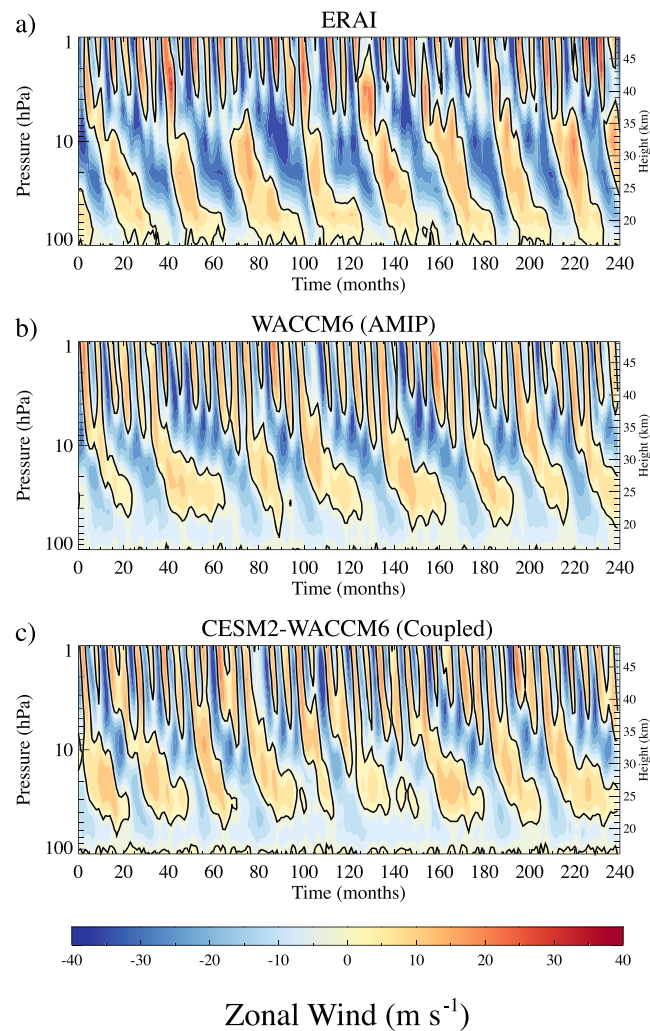 a)
ERAI
1
10
100
Pressure (hPa)
45
40
35
30
25
20
Height (km)
0 20 40 60 80 100 120 140 160 180 200 220 240
Time (months)
b)
WACCM6 (AMIP)
1
10
100
Pressure (hPa)
45
40
35
30
25
20
Height (km)
0 20 40 60 80 100 120 140 160 180 200 220 240
Time (months)
c)
CESM2-WACCM6 (Coupled)
1
10
100
Pressure (hPa)
45
40
35
30
25
20
Height (km)
0 20 40 60 80 100 120 140 160 180 200 220 240
Time (months)
-40 -30 -20 -10 0 10 20 30 40
Zonal Wind (m s⁻¹)